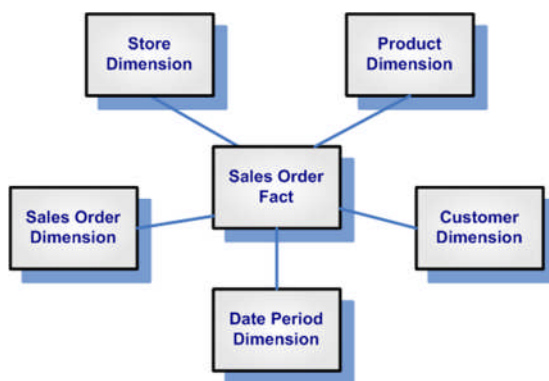 Store
Dimension
Product
Dimension
Sales Order
Fact
Sales Order
Dimension
Customer
Dimension
Date Period
Dimension